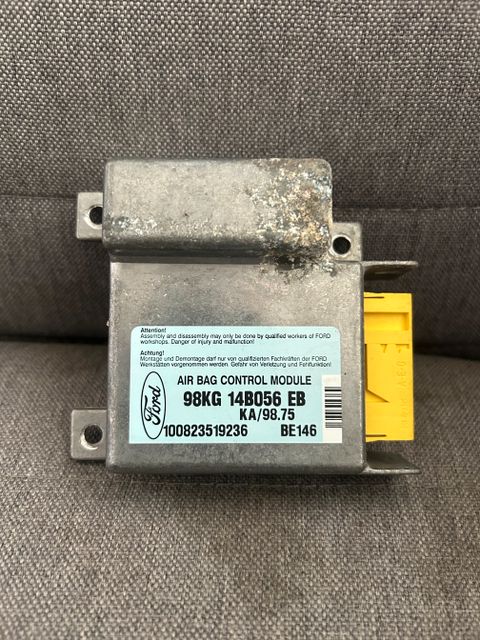 Attention!
Assembly and disassembly may only be done by qualified workers of FORD
workshops. Danger of injury and malfunction!
Achtung!
Montage und Demontage darf nur von qualifizierten Fachkräften der FORD
Werkstätten vorgenommen werden. Gefahr von Verletzung und Fehlfunktion!
Ford
AIR BAG CONTROL MODULE
98KG 14B056 EB
KA/98.75
100823519236 BE146